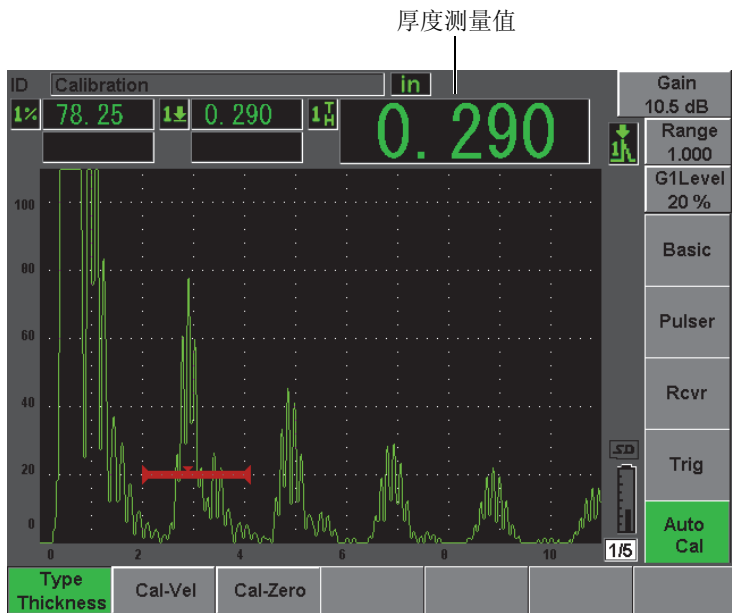 厚度测量值
ID Calibration in
Gain
10.5 dB
1% 78.25 1 0.290 1TH 0.290
Range
1.000
G1Level
20 %
Basic
Pulser
Rcvr
Trig
Auto
Cal
100
80
60
40
20
0
0 2 4 6 8 10
SD
1/5
Type
Thickness
Cal-Vel
Cal-Zero